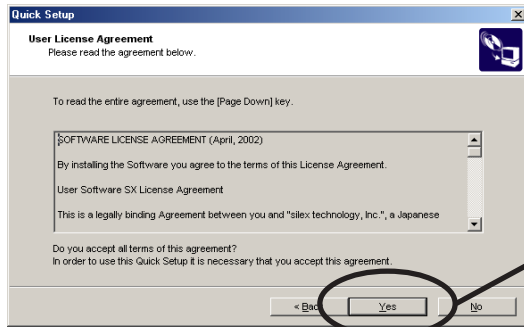 Quick Setup
User License Agreement
Please read the agreement below.
To read the entire agreement, use the [Page Down] key.
SOFTWARE LICENSE AGREEMENT (April, 2002)
By installing the Software you agree to the terms of this License Agreement.
User Software SX License Agreement
This is a legally binding Agreement between you and "silex technology, Inc.", a Japanese
Do you accept all terms of this agreement?
In order to use this Quick Setup it is necessary that you accept this agreement.
< Back Yes No